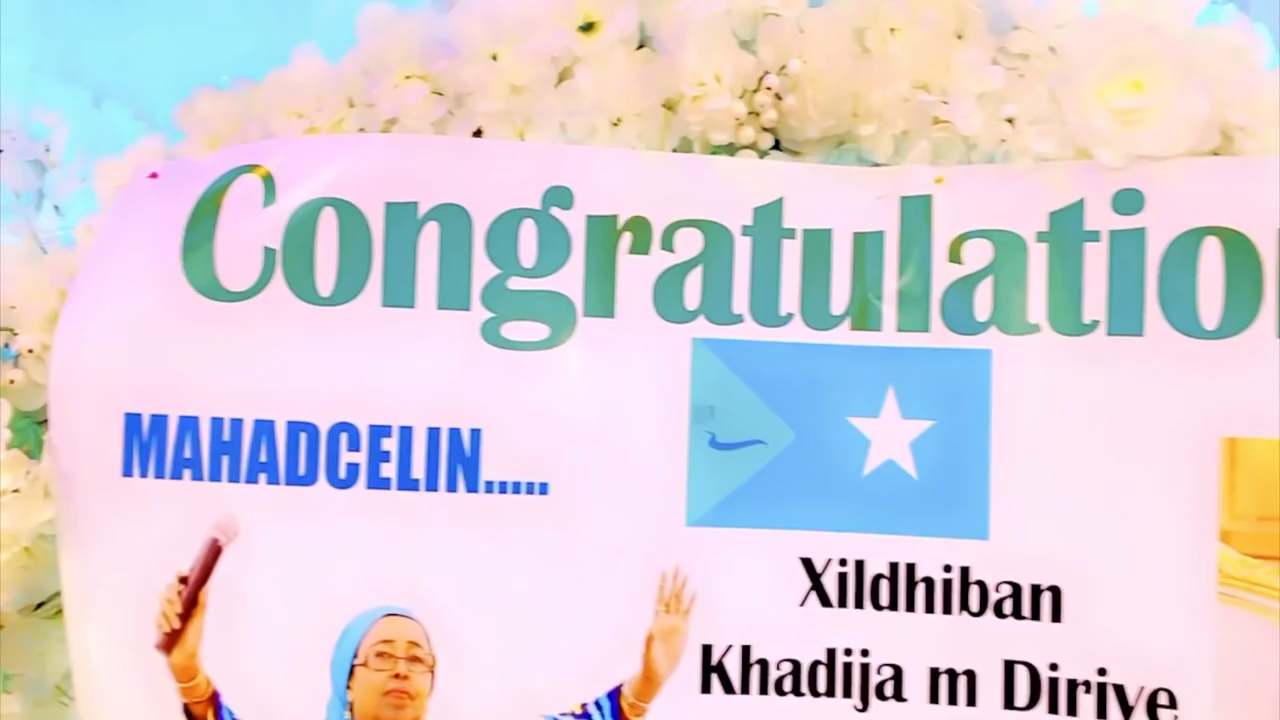 Congratulatio
MAHADCELIN.....
Xildhiban
Khadija m Diriye